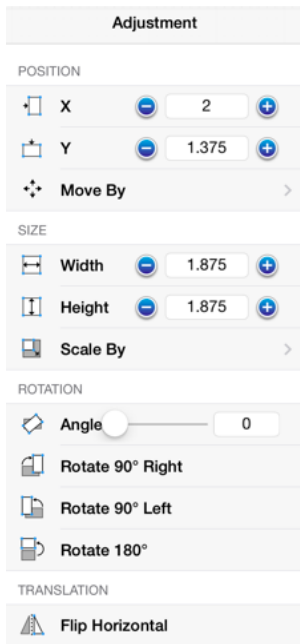 Adjustment
POSITION
X 2
Y 1.375
Move By
SIZE
Width 1.875
Height 1.875
Scale By
ROTATION
Angle 0
Rotate 90° Right
Rotate 90° Left
Rotate 180°
TRANSLATION
Flip Horizontal